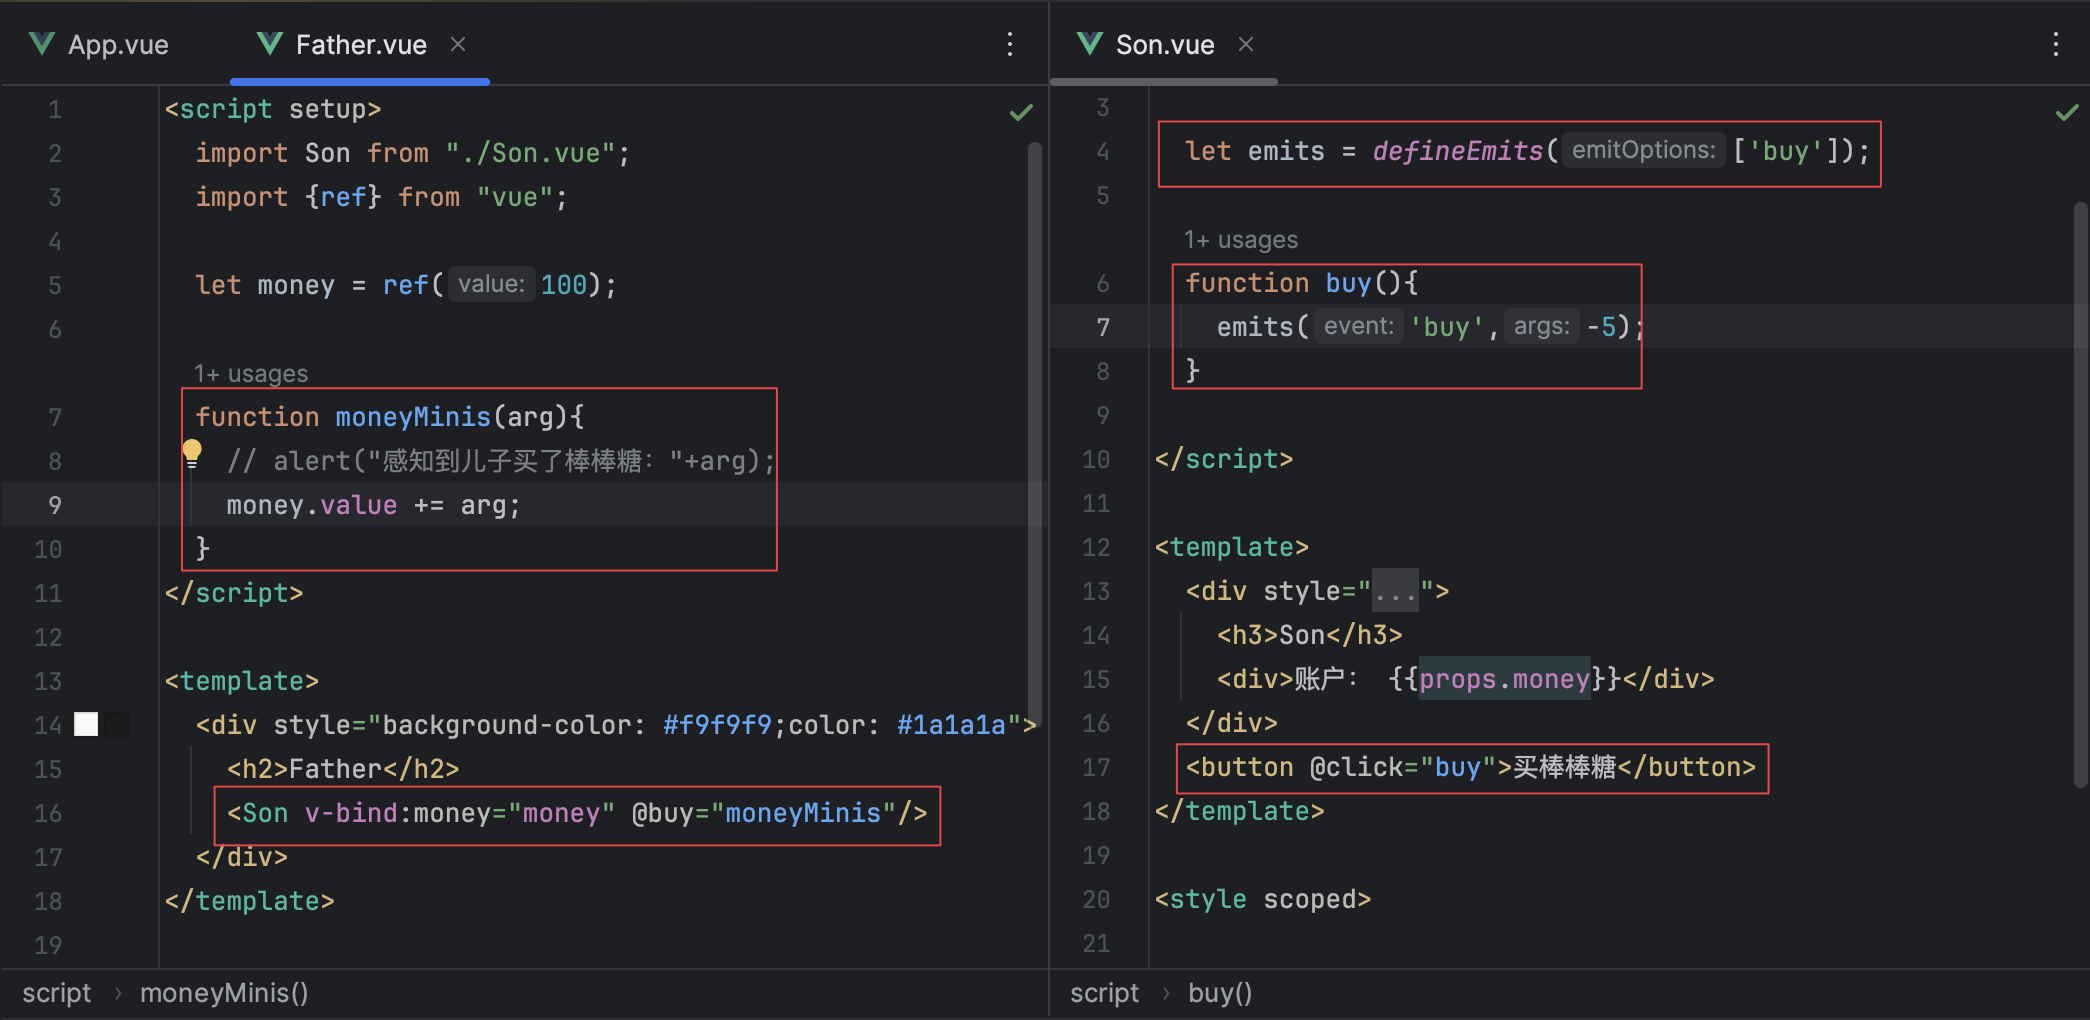 App.vue
Father.vue
1 <script setup>
2 import Son from "./Son.vue";
3 import {ref} from "vue";
4
5 let money = ref( value: 100);
6
1+ usages
7 function moneyMinis(arg){
8 // alert("感知到儿子买了棒棒糖："+arg);
9 money.value += arg;
10 }
11 </script>
12
13 <template>
14 <div style="background-color: #f9f9f9;color: #1a1a1a">
15 <h2>Father</h2>
16 <Son v-bind:money="money" @buy="moneyMinis"/>
17 </div>
18 </template>
19
script › moneyMinis()
Son.vue
3
4 let emits = defineEmits( emitOptions: ['buy']);
5
1+ usages
6 function buy(){
7 emits( event: 'buy', args: -5);
8 }
9
10 </script>
11
12 <template>
13 <div style="...">
14 <h3>Son</h3>
15 <div>账户： {{props.money}}</div>
16 </div>
17 <button @click="buy">买棒棒糖</button>
18 </template>
19
20 <style scoped>
21
script › buy()